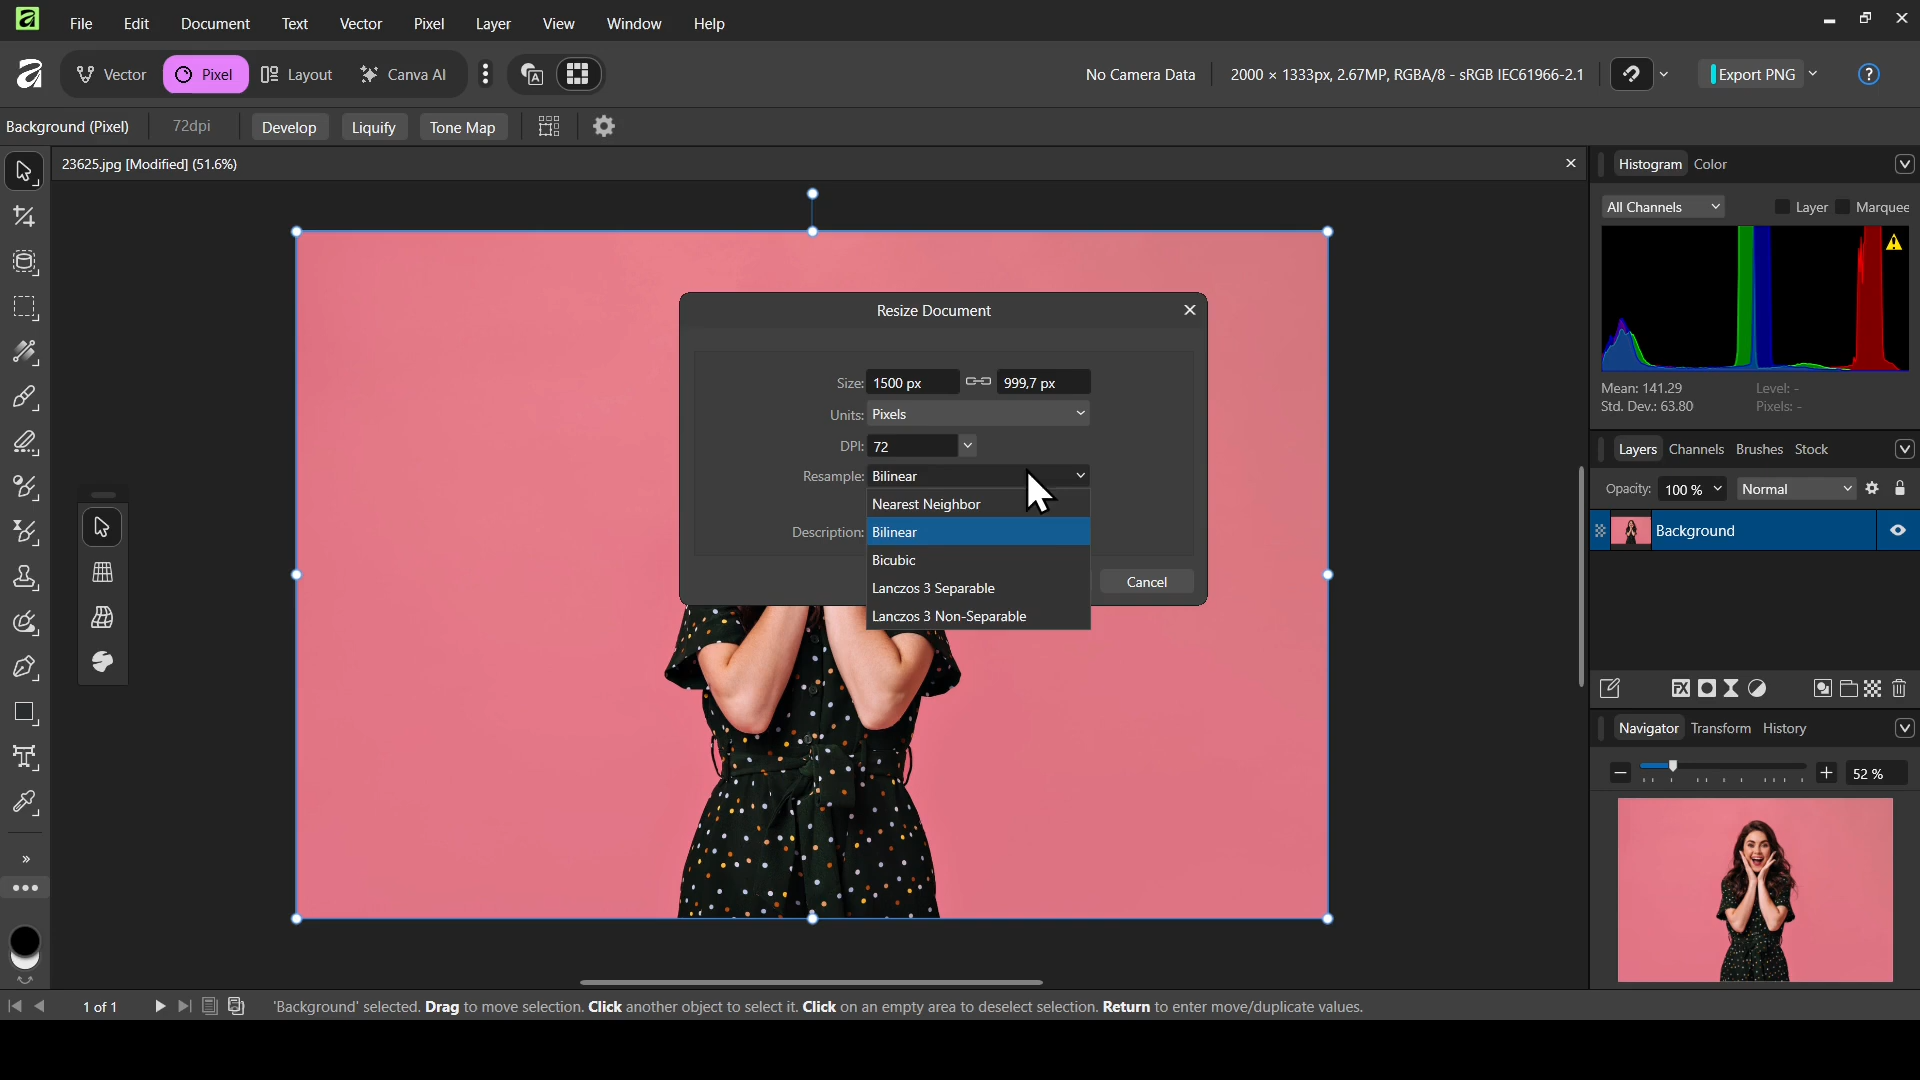 File Edit Document Text Vector Pixel Layer View Window Help
Vector Pixel Layout Canva AI No Camera Data 2000 × 1333px, 2.67MP, RGBA/8 - sRGB IEC61966-2.1 Export PNG ?
Background (Pixel) 72dpi Develop Liquify Tone Map
23625.jpg [Modified] (51.6%)
Histogram Color
All Channels Layer Marquee
Mean: 141.29 Level: -
Std. Dev.: 63.80 Pixels: -
Resize Document
Size: 1500 px 999,7 px
Units: Pixels
DPI: 72
Resample: Bilinear
Nearest Neighbor
Description: Bilinear
Bicubic
Lanczos 3 Separable
Lanczos 3 Non-Separable
Cancel
Layers Channels Brushes Stock
Opacity: 100 % Normal
Background
Navigator Transform History
52 %
1 of 1 'Background' selected. Drag to move selection. Click another object to select it. Click on an empty area to deselect selection. Return to enter move/duplicate values.